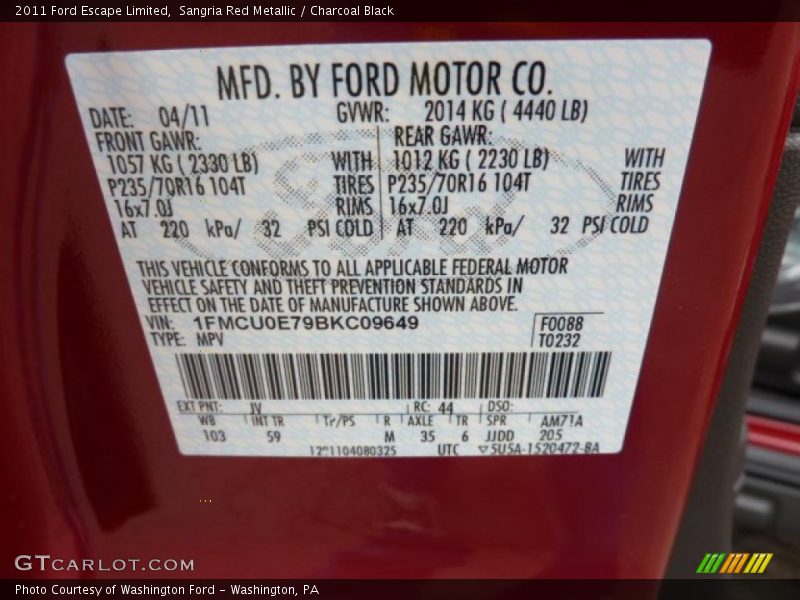 2011 Ford Escape Limited, Sangria Red Metallic / Charcoal Black
MFD. BY FORD MOTOR CO.
DATE: 04/11 GVWR: 2014 KG ( 4440 LB)
FRONT GAWR: REAR GAWR:
1057 KG ( 2330 LB) WITH 1012 KG ( 2230 LB) WITH
P235/70R16 104T TIRES P235/70R16 104T TIRES
16x7.0J RIMS 16x7.0J RIMS
AT 220 kPa/ 32 PSI COLD AT 220 kPa/ 32 PSI COLD
THIS VEHICLE CONFORMS TO ALL APPLICABLE FEDERAL MOTOR
VEHICLE SAFETY AND THEFT PREVENTION STANDARDS IN
EFFECT ON THE DATE OF MANUFACTURE SHOWN ABOVE.
VIN: 1FMCU0E79BKC09649 F0088
TYPE: MPV T0232
EXT PNT: JV RC: 44 DSO:
WB INT TR TP/PS R AXLE TR SPR AM71A
103 59 M 35 6 JJDD 205
UTC 5U5A-1520472-BA
GTCARLOT.COM
Photo Courtesy of Washington Ford - Washington, PA